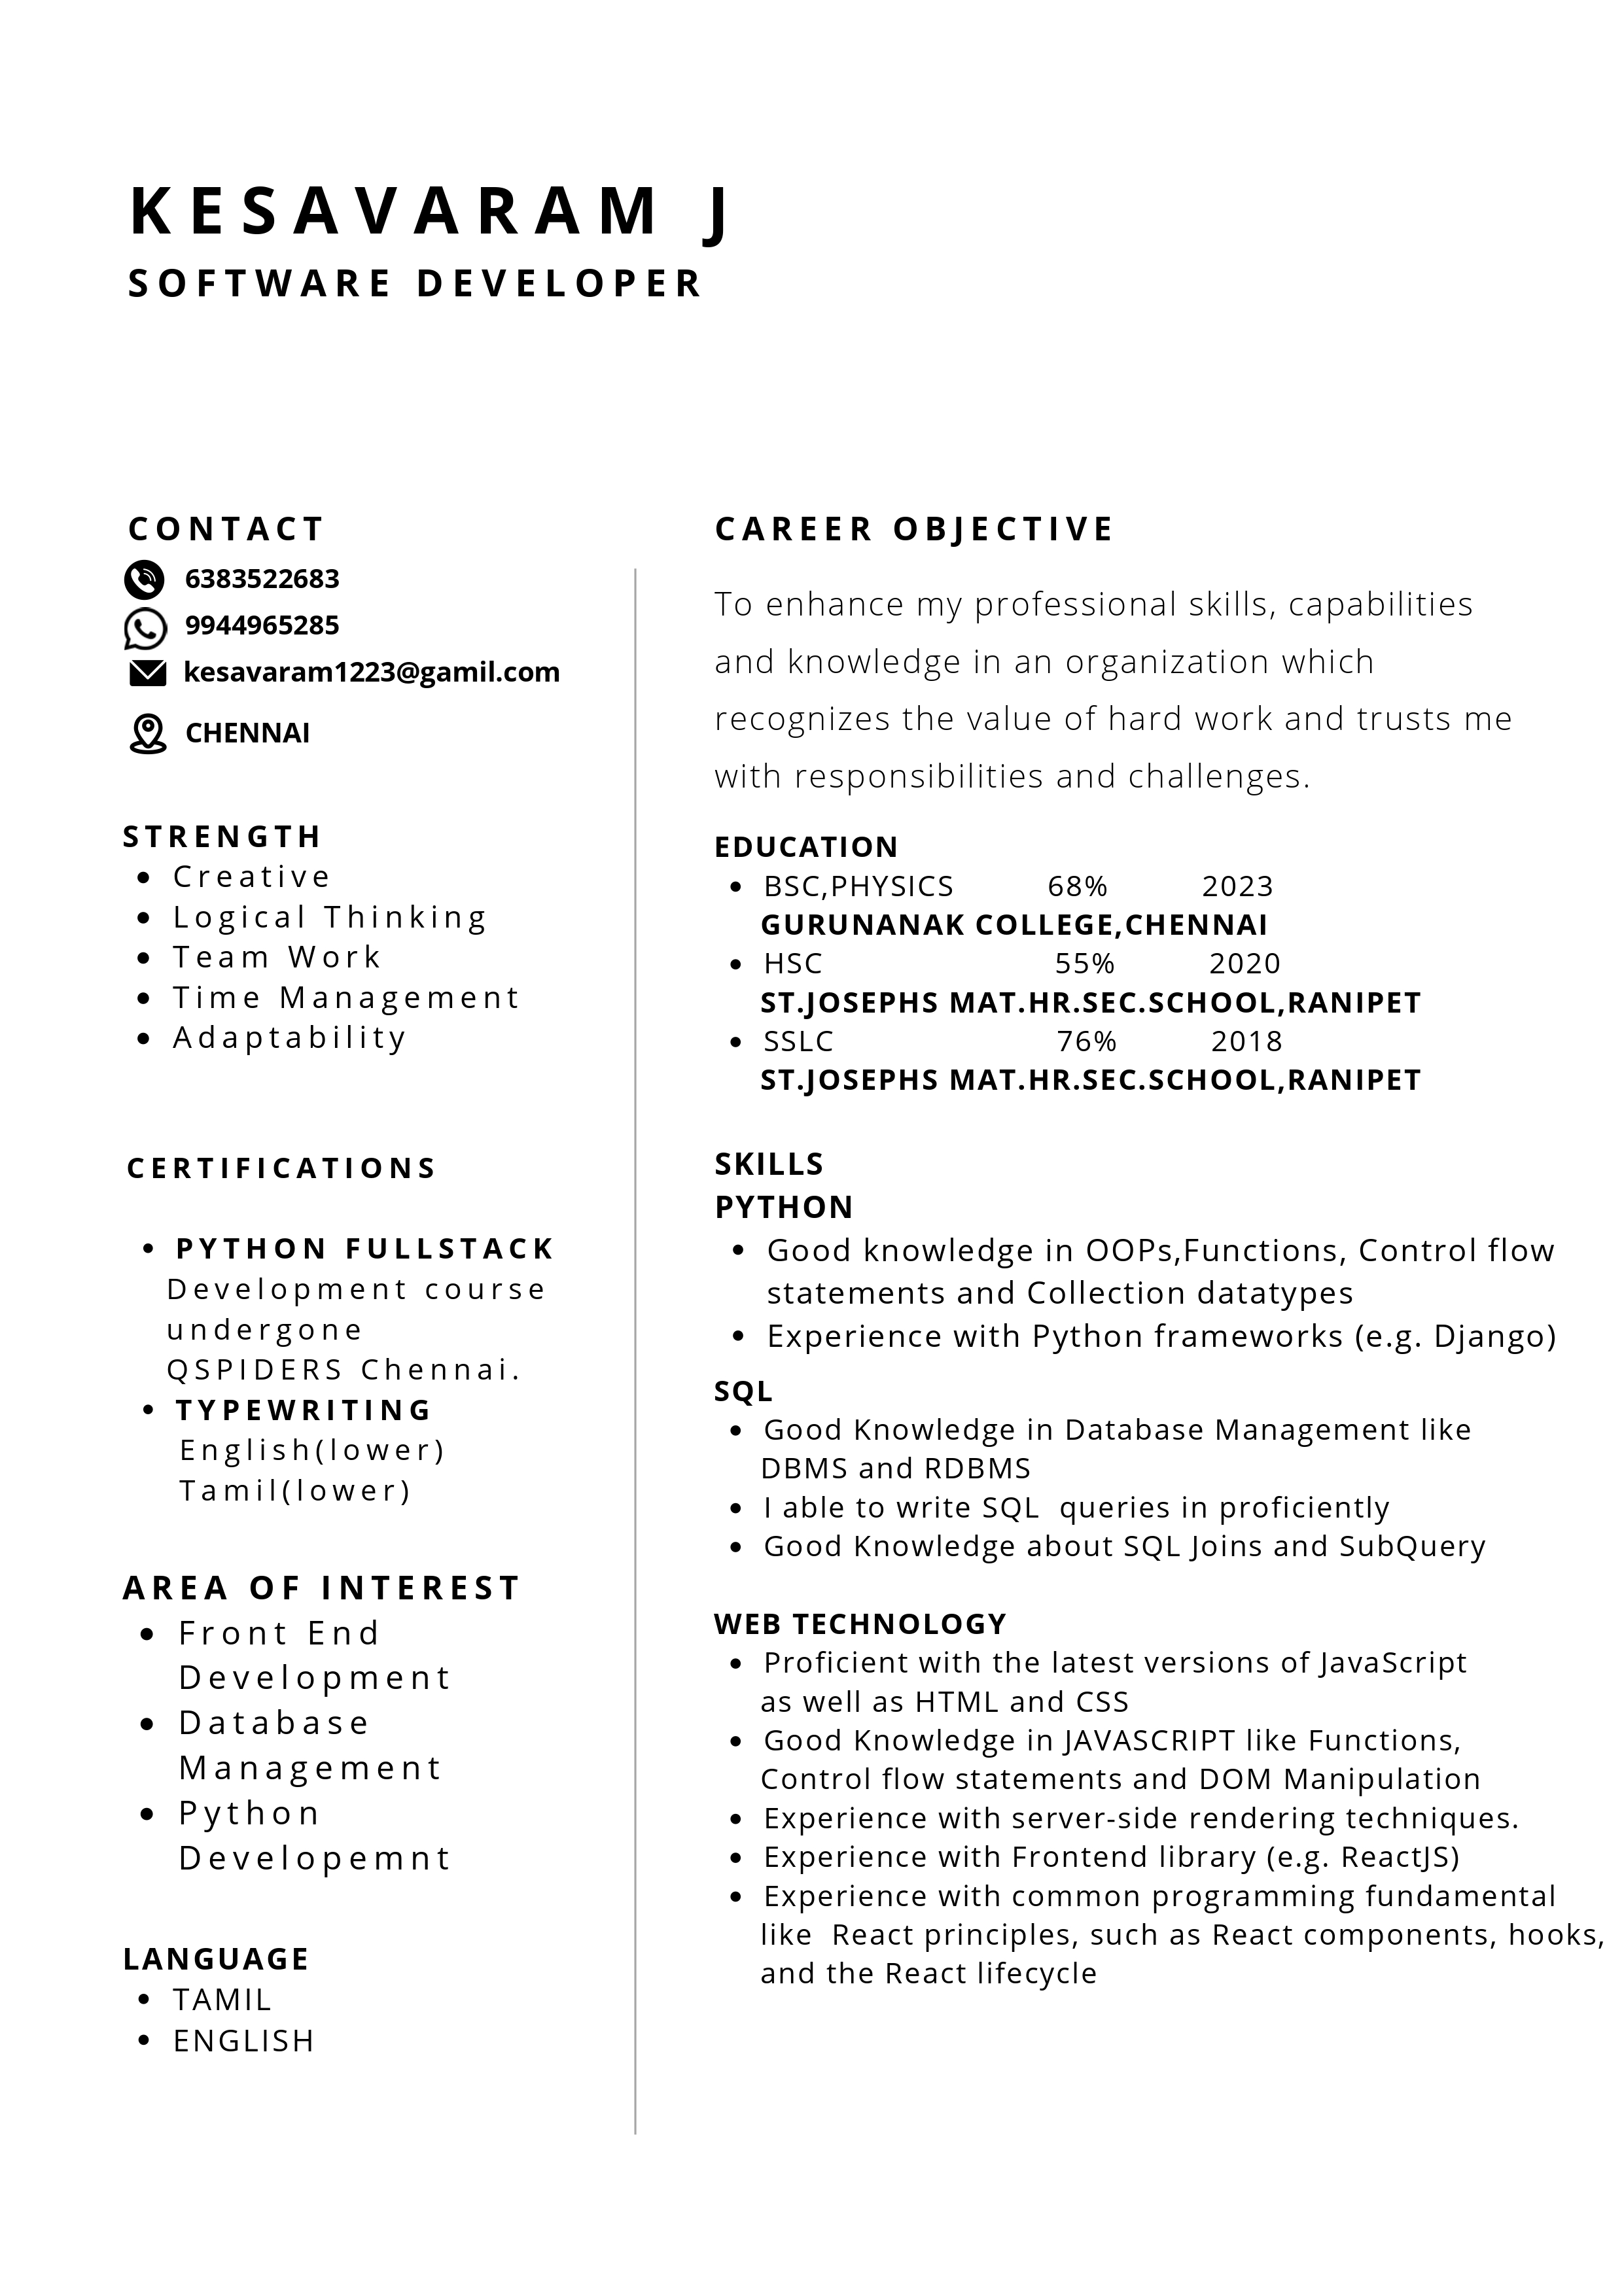 KESAVARAM J
SOFTWARE DEVELOPER
CONTACT
6383522683
9944965285
kesavaram1223@gamil.com
CHENNAI
STRENGTH
• Creative
• Logical Thinking
• Team Work
• Time Management
• Adaptability
CERTIFICATIONS
• PYTHON FULLSTACK
Development course
undergone
QSPIDERS Chennai.
• TYPEWRITING
English(lower)
Tamil(lower)
AREA OF INTEREST
• Front End
Development
• Database
Management
• Python
Developemnt
LANGUAGE
• TAMIL
• ENGLISH
CAREER OBJECTIVE
To enhance my professional skills, capabilities
and knowledge in an organization which
recognizes the value of hard work and trusts me
with responsibilities and challenges.
EDUCATION
• BSC,PHYSICS 68% 2023
GURUNANAK COLLEGE,CHENNAI
• HSC 55% 2020
ST.JOSEPHS MAT.HR.SEC.SCHOOL,RANIPET
• SSLC 76% 2018
ST.JOSEPHS MAT.HR.SEC.SCHOOL,RANIPET
SKILLS
PYTHON
• Good knowledge in OOPs,Functions, Control flow
statements and Collection datatypes
• Experience with Python frameworks (e.g. Django)
SQL
• Good Knowledge in Database Management like
DBMS and RDBMS
• I able to write SQL queries in proficiently
• Good Knowledge about SQL Joins and SubQuery
WEB TECHNOLOGY
• Proficient with the latest versions of JavaScript
as well as HTML and CSS
• Good Knowledge in JAVASCRIPT like Functions,
Control flow statements and DOM Manipulation
• Experience with server-side rendering techniques.
• Experience with Frontend library (e.g. ReactJS)
• Experience with common programming fundamental
like React principles, such as React components, hooks,
and the React lifecycle